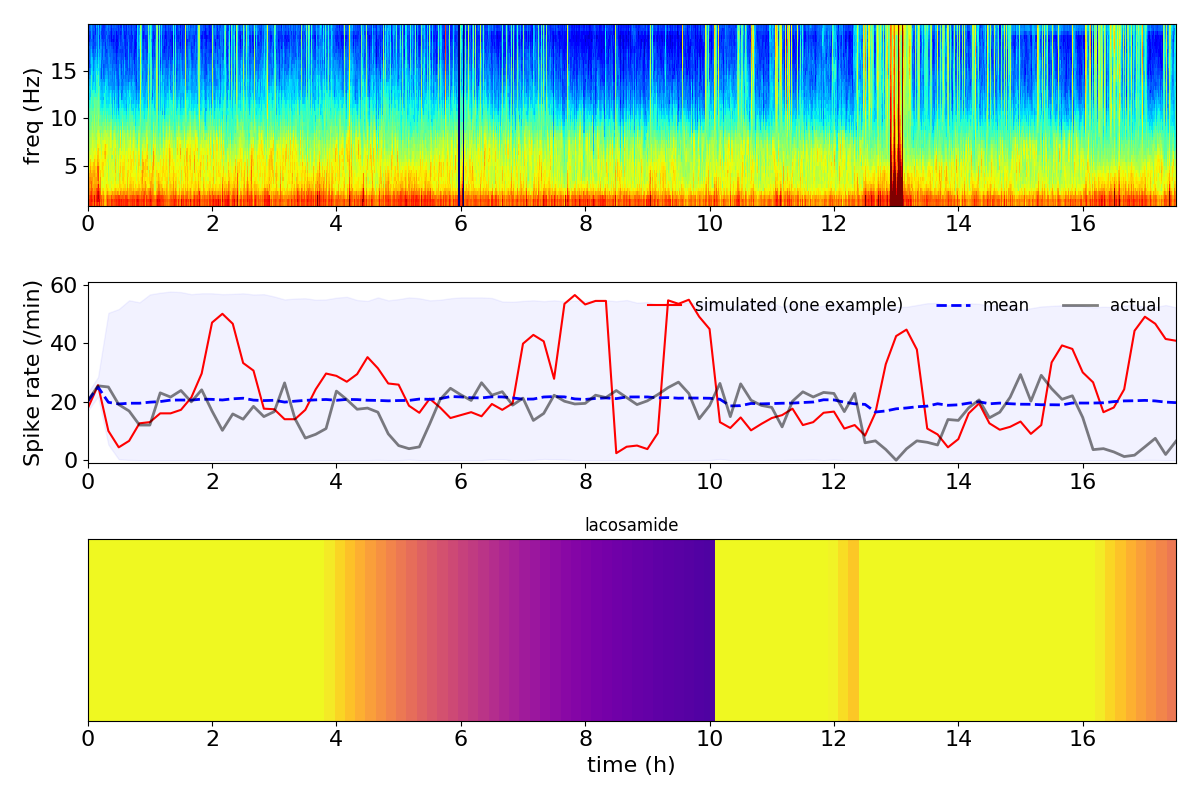 freq (Hz)
15
10
5
0 2 4 6 8 10 12 14 16
Spike rate (/min)
60
40
20
0
simulated (one example) mean actual
0 2 4 6 8 10 12 14 16
lacosamide
0 2 4 6 8 10 12 14 16
time (h)